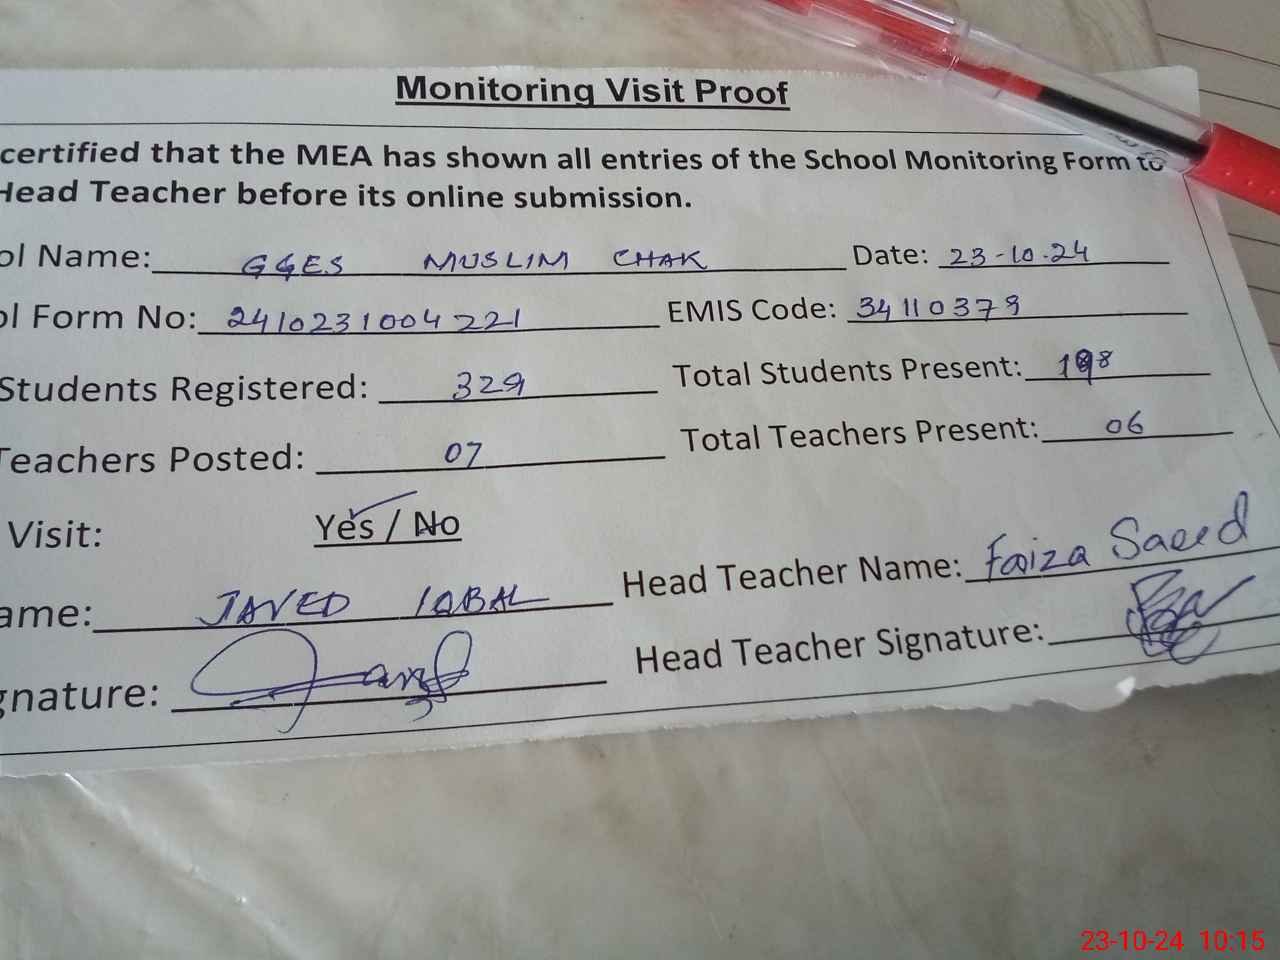 Monitoring Visit Proof
certified that the MEA has shown all entries of the School Monitoring Form to
Head Teacher before its online submission.
ol Name: GGES MUSLIM CHAK Date: 23-10-24
ol Form No: 2410231004221 EMIS Code: 34110379
Students Registered: 329 Total Students Present: 198
Teachers Posted: 07 Total Teachers Present: 06
Visit: Yes / No
ame: JAVED IQBAL Head Teacher Name: Faiza Saeed
gnature: Head Teacher Signature:
23-10-24 10:15